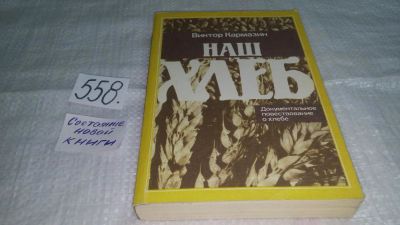 Виктор Кармазин
НАШ
ХЛЕБ
Документальное
повествование
о хлебе
558.
Состояние
новой
книги